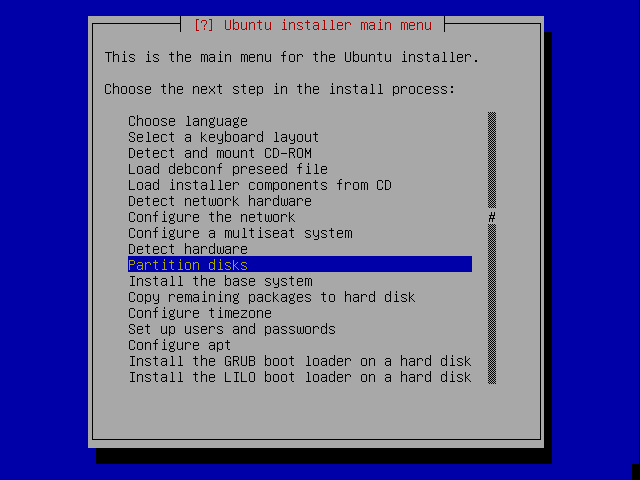 [?] Ubuntu installer main menu
This is the main menu for the Ubuntu installer.
Choose the next step in the install process:
Choose language
Select a keyboard layout
Detect and mount CD-ROM
Load debconf preseed file
Load installer components from CD
Detect network hardware
Configure the network #
Configure a multiseat system
Detect hardware
Partition disks
Install the base system
Copy remaining packages to hard disk
Configure timezone
Set up users and passwords
Configure apt
Install the GRUB boot loader on a hard disk
Install the LILO boot loader on a hard disk